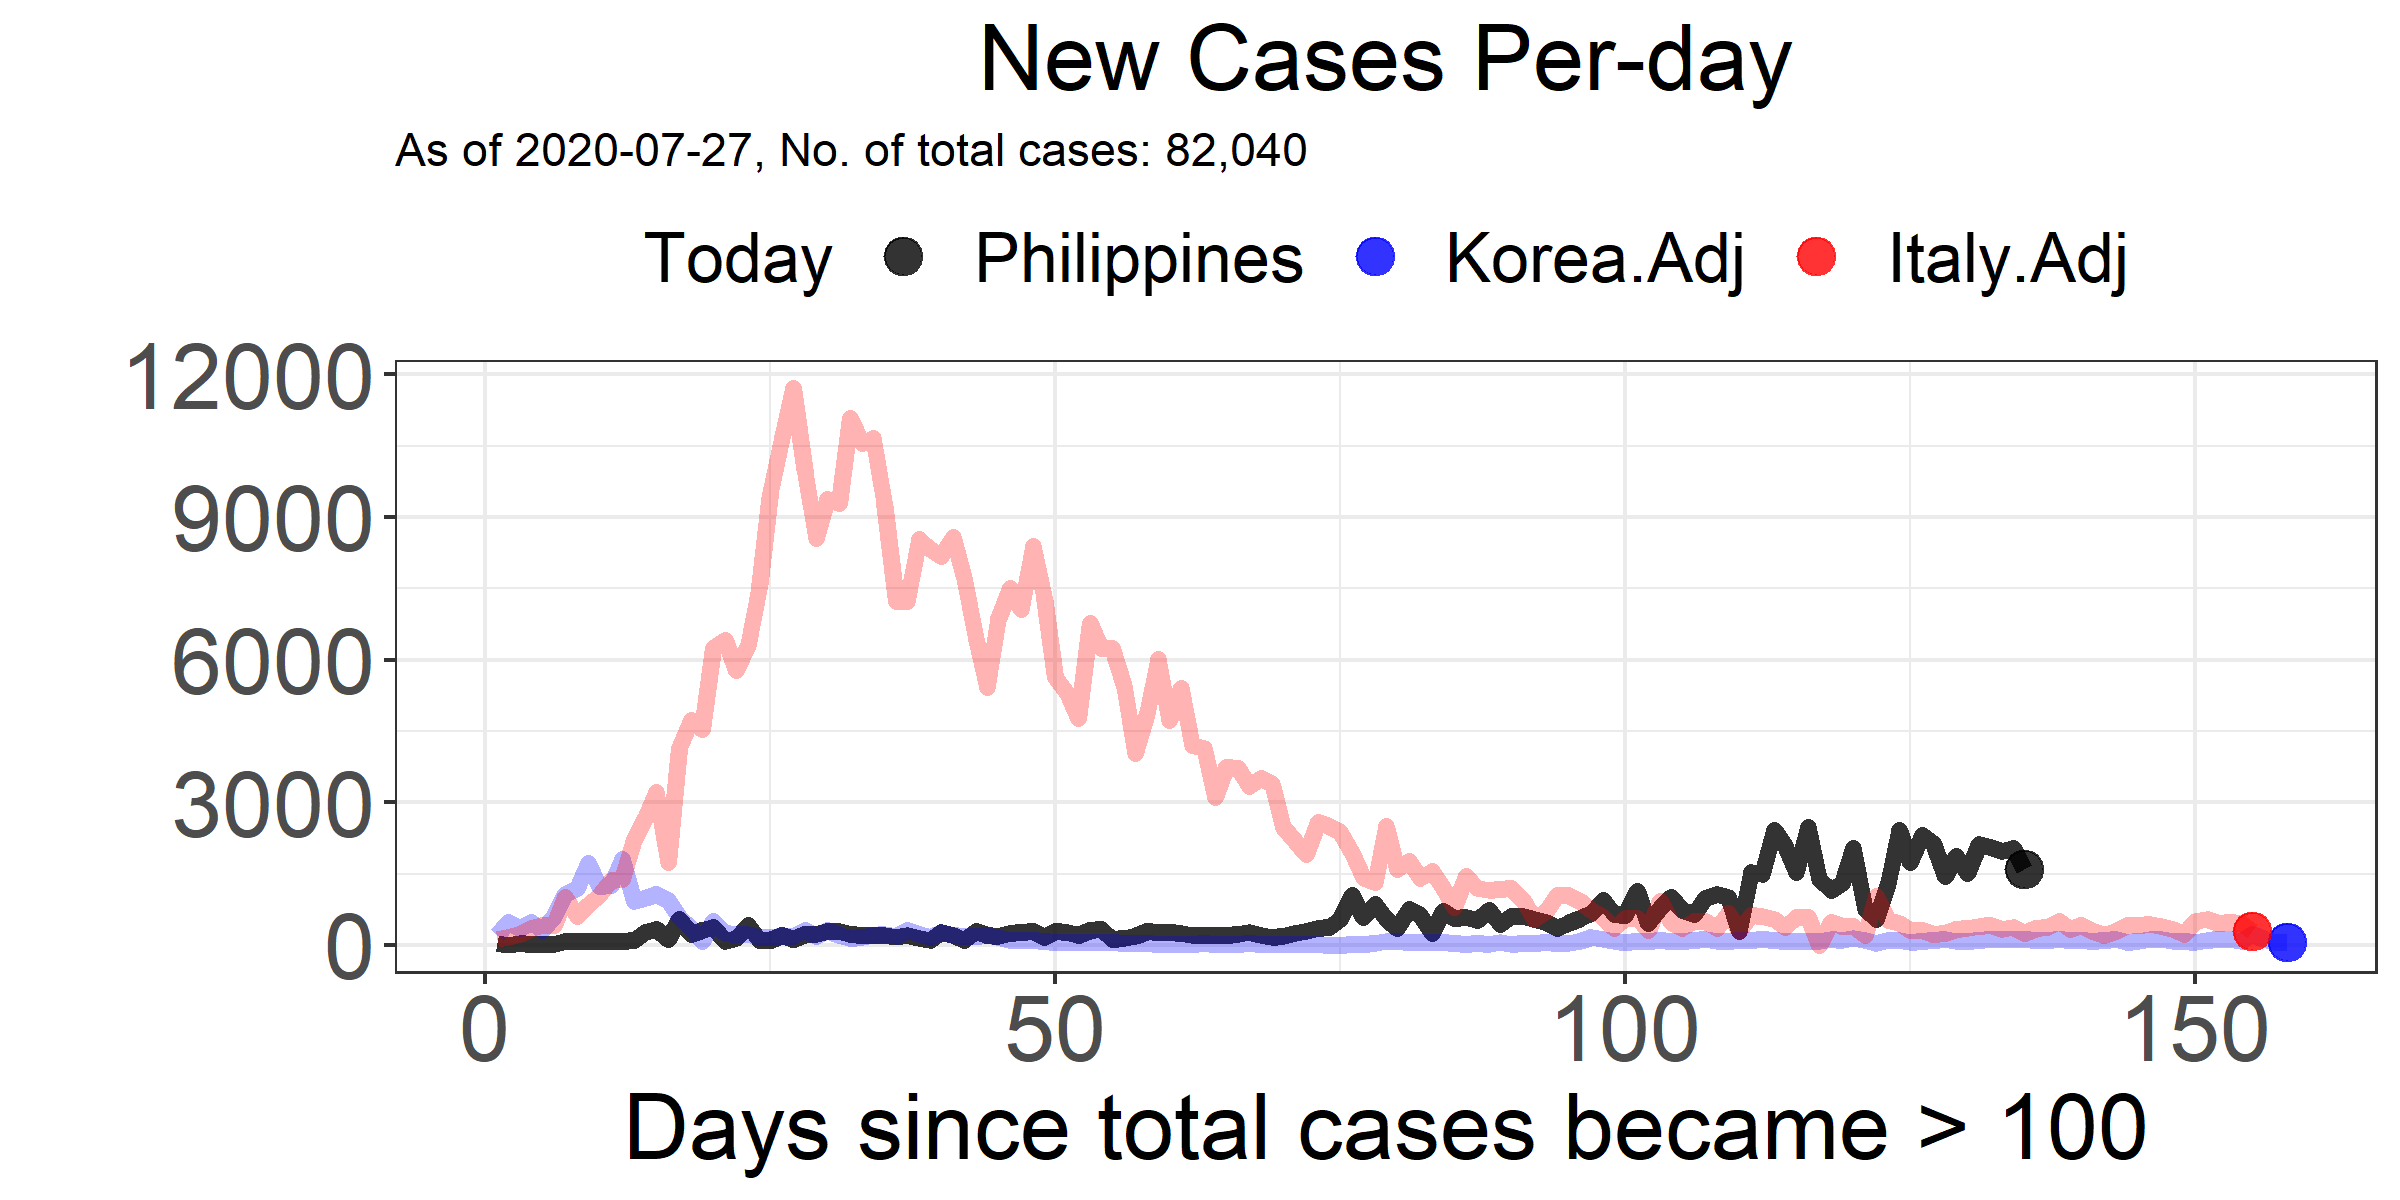 New Cases Per-day
As of 2020-07-27, No. of total cases: 82,040
Today Philippines Korea.Adj Italy.Adj
12000
9000
6000
3000
0
0 50 100 150
Days since total cases became > 100